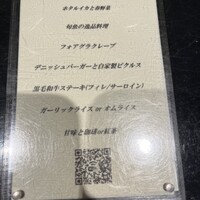 ホタルイカと春野菜
旬魚の逸品料理
フォアグラクレープ
デニッシュバーガーと自家製ピクルス
黒毛和牛ステーキ(フィレ/サーロイン)
ガーリックライス or オムライス
甘味と珈琲or紅茶